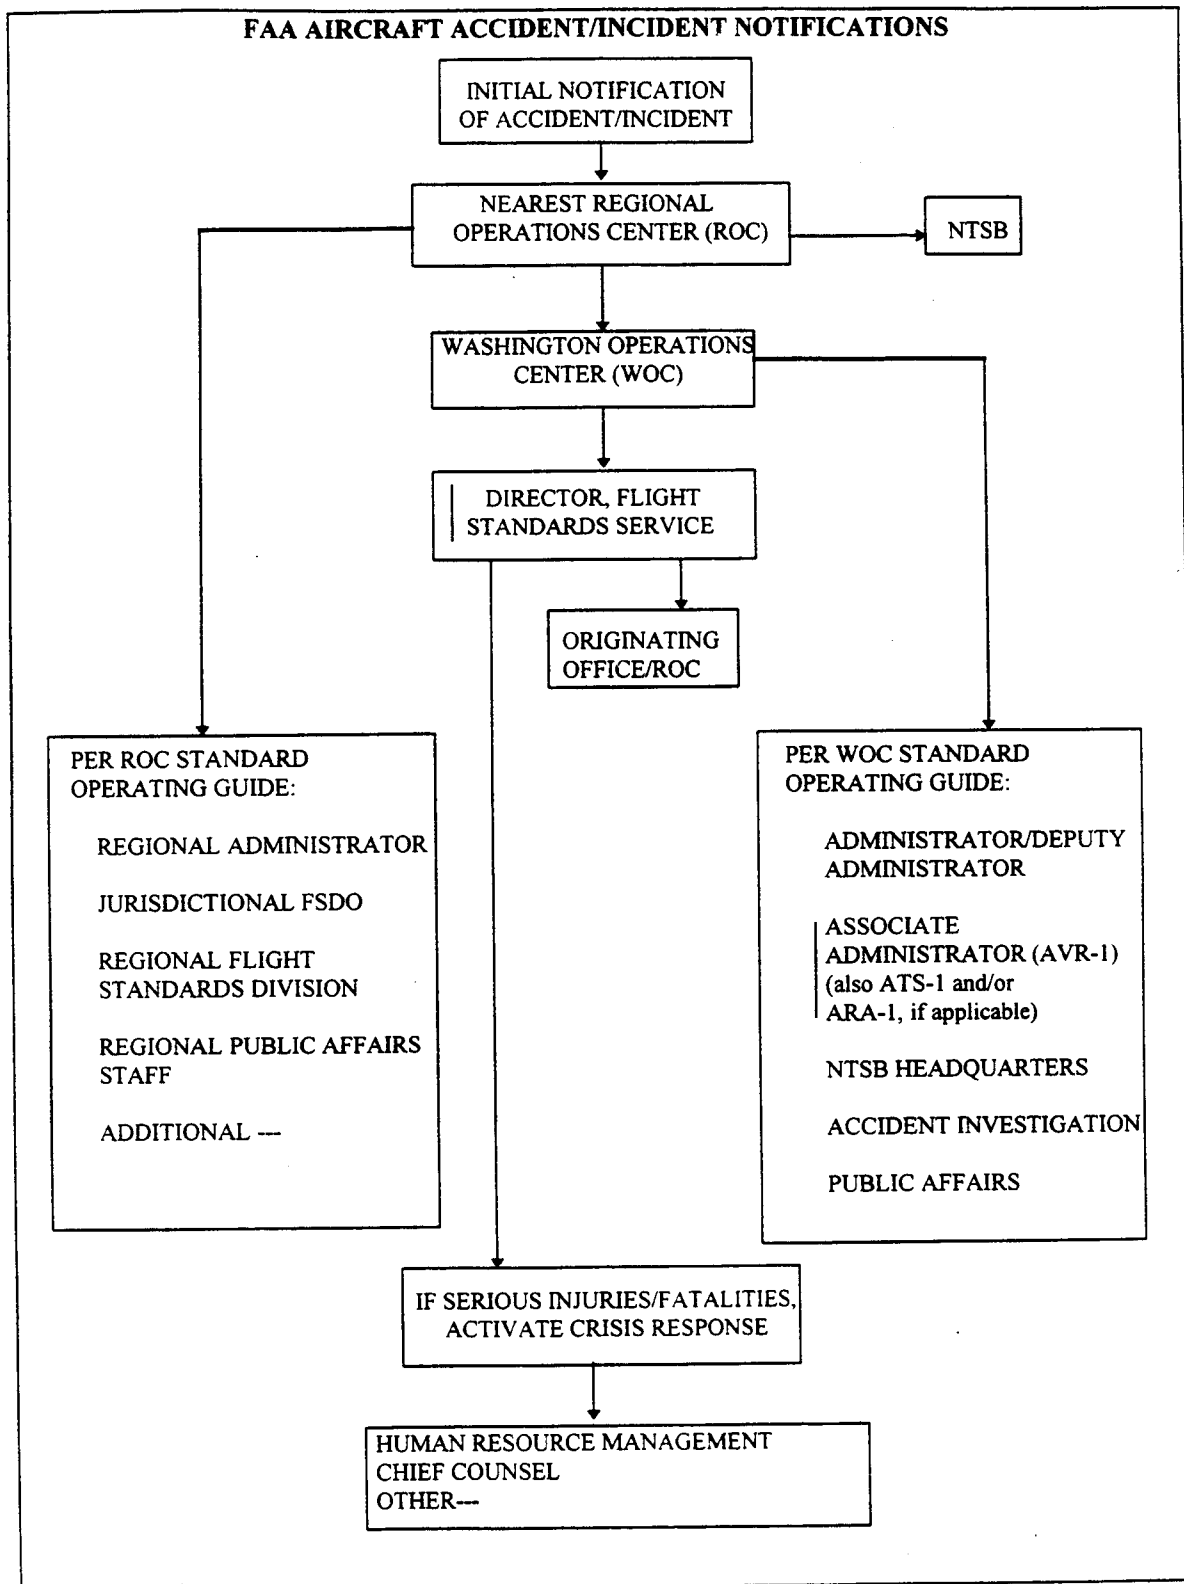 FAA AIRCRAFT ACCIDENT/INCIDENT NOTIFICATIONS
INITIAL NOTIFICATION
OF ACCIDENT/INCIDENT
NEAREST REGIONAL
OPERATIONS CENTER (ROC)
NTSB
WASHINGTON OPERATIONS
CENTER (WOC)
DIRECTOR, FLIGHT
STANDARDS SERVICE
ORIGINATING
OFFICE/ROC
PER ROC STANDARD
OPERATING GUIDE:
REGIONAL ADMINISTRATOR
JURISDICTIONAL FSDO
REGIONAL FLIGHT
STANDARDS DIVISION
REGIONAL PUBLIC AFFAIRS
STAFF
ADDITIONAL ---
PER WOC STANDARD
OPERATING GUIDE:
ADMINISTRATOR/DEPUTY
ADMINISTRATOR
ASSOCIATE
ADMINISTRATOR (AVR-1)
(also ATS-1 and/or
ARA-1, if applicable)
NTSB HEADQUARTERS
ACCIDENT INVESTIGATION
PUBLIC AFFAIRS
IF SERIOUS INJURIES/FATALITIES,
ACTIVATE CRISIS RESPONSE
HUMAN RESOURCE MANAGEMENT
CHIEF COUNSEL
OTHER---